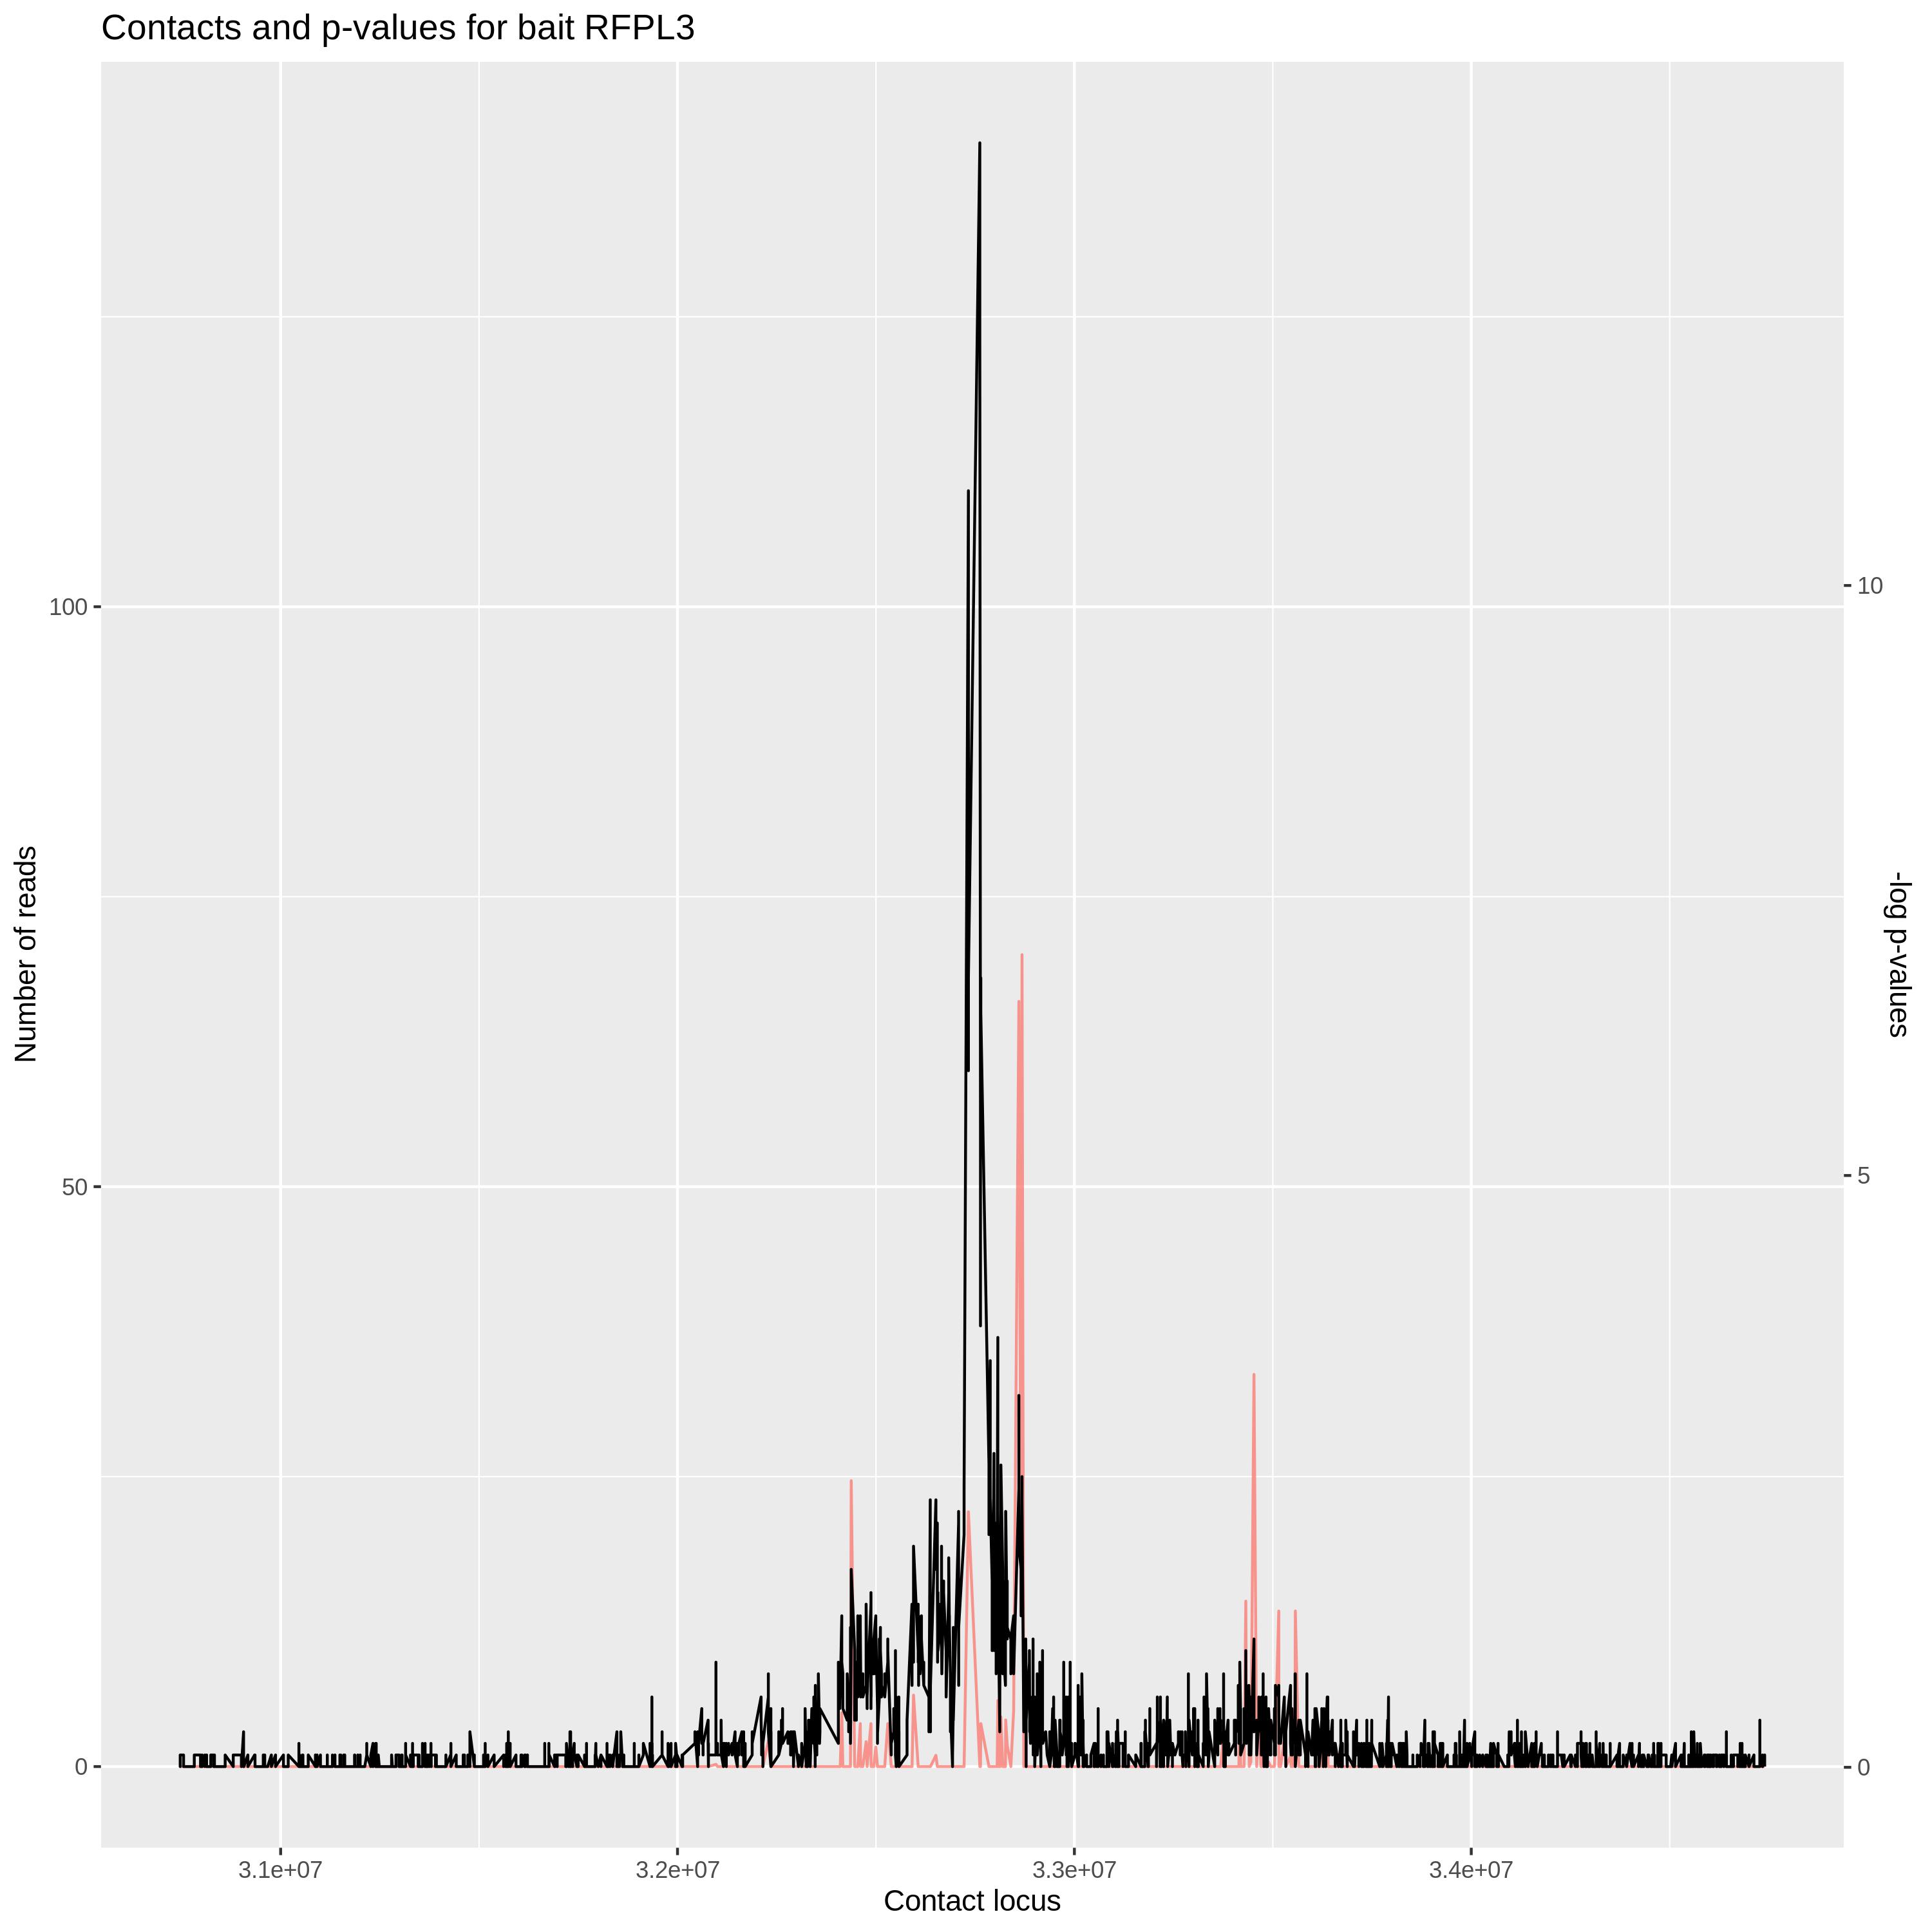 Contacts and p-values for bait RFPL3
Number of reads
100
50
0
10
5
0
-log p-values
3.1e+07
3.2e+07
3.3e+07
3.4e+07
Contact locus